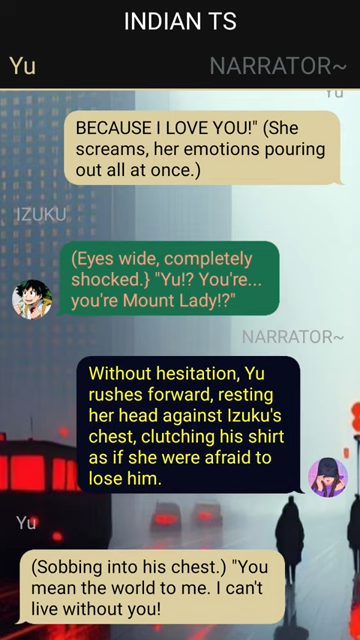 INDIAN TS
Yu
NARRATOR~
Yu
BECAUSE I LOVE YOU!" (She
screams, her emotions pouring
out all at once.)
IZUKU
(Eyes wide, completely
shocked.} "Yu!? You're...
you're Mount Lady!?"
NARRATOR~
Without hesitation, Yu
rushes forward, resting
her head against Izuku's
chest, clutching his shirt
as if she were afraid to
lose him.
Yu
(Sobbing into his chest.) "You
mean the world to me. I can't
live without you!